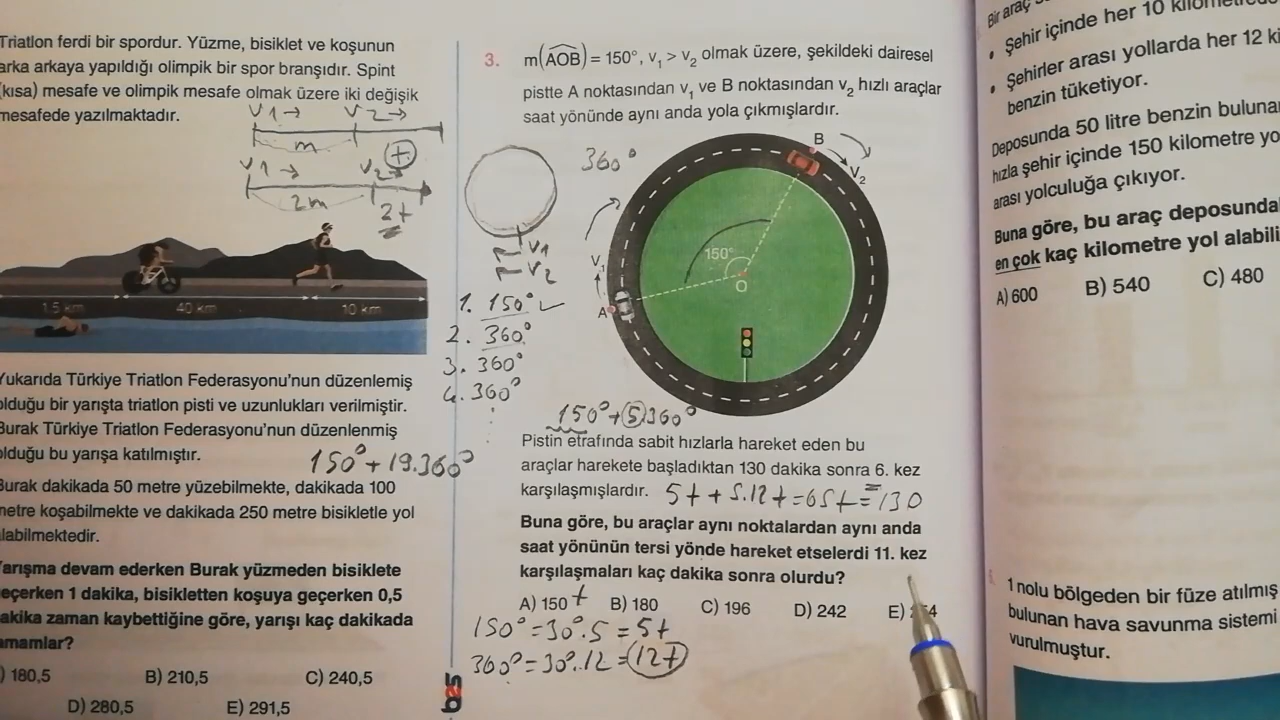 Triatlon ferdi bir spordur. Yüzme, bisiklet ve koşunun
arka arkaya yapıldığı olimpik bir spor branşıdır. Spint
(kısa) mesafe ve olimpik mesafe olmak üzere iki değişik
mesafede yazılmaktadır.
V1→ V2→
m
V1→ V2→ +
2m 2t
1.5 km 40 km 10 km
Yukarıda Türkiye Triatlon Federasyonu'nun düzenlemiş
olduğu bir yarışta triatlon pisti ve uzunlukları verilmiştir.
Burak Türkiye Triatlon Federasyonu'nun düzenlenmiş
olduğu bu yarışa katılmıştır.
150°+19.360°
Burak dakikada 50 metre yüzebilmekte, dakikada 100
metre koşabilmekte ve dakikada 250 metre bisikletle yol
alabilmektedir.
Yarışma devam ederken Burak yüzmeden bisiklete
geçerken 1 dakika, bisikletten koşuya geçerken 0,5
dakika zaman kaybettiğine göre, yarışı kaç dakikada
tamamlar?
) 180,5 B) 210,5 C) 240,5
D) 280,5 E) 291,5
3. m(AOB) = 150°, v₁ > v₂ olmak üzere, şekildeki dairesel
pistte A noktasından v₁ ve B noktasından v₂ hızlı araçlar
saat yönünde aynı anda yola çıkmışlardır.
360°
B
V₂
150°
O
V₁
A
V1
V2
1. 150° ✓
2. 360°
3. 360°
4. 360°
150°+5.360°
Pistin etrafında sabit hızlarla hareket eden bu
araçlar harekete başladıktan 130 dakika sonra 6. kez
karşılaşmışlardır. 5t+5.12t=65t=130
Buna göre, bu araçlar aynı noktalardan aynı anda
saat yönünün tersi yönde hareket etselerdi 11. kez
karşılaşmaları kaç dakika sonra olurdu?
A) 150 B) 180 C) 196 D) 242 E)
t
150°=30°.5=5t
360°=30°.12=12t
bes
Bir araç
• Şehir içinde her 10 kilometrede
• Şehirler arası yollarda her 12 ki
benzin tüketiyor.
Deposunda 50 litre benzin buluna
hızla şehir içinde 150 kilometre yo
arası yolculuğa çıkıyor.
Buna göre, bu araç deposunda
en çok kaç kilometre yol alabili
A) 600 B) 540 C) 480
1 nolu bölgeden bir füze atılmış
bulunan hava savunma sistemi
vurulmuştur.